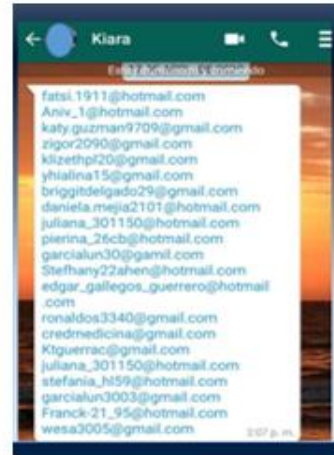 Kiara
fatsi.1911@hotmail.com
Aniv_1@hotmail.com
katy.guzman9709@gmail.com
zigor2090@gmail.com
klizethpl20@gmail.com
yhialina15@gmail.com
briggitdelgado29@gmail.com
daniela.mejia2101@hotmail.com
juliana_301150@hotmail.com
pierina_26cb@hotmail.com
garcialun30@gamil.com
Stefhany22ahen@hotmail.com
edgar_gallegos_guerrero@hotmail
.com
ronaldos3340@gmail.com
credmedicina@gmail.com
Ktguerrac@gmail.com
juliana_301150@hotmail.com
stefania_hl59@hotmail.com
garcialun3003@gmail.com
Franck-21_95@hotmail.com
wesa3005@gmail.com
2:07 p. m.